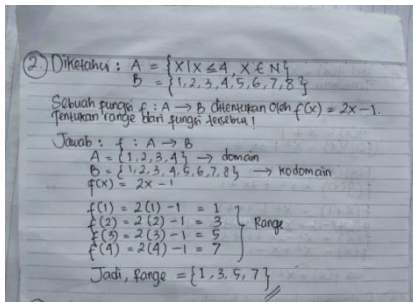 ② Diketahui : A = {x | x ≤ 4, x ∈ N}
B = {1, 2, 3, 4, 5, 6, 7, 8}
Sebuah fungsi f : A → B ditentukan oleh f(x) = 2x - 1.
Tentukan range dari fungsi tersebut !
Jawab : f : A → B
A = {1, 2, 3, 4} → domain
B = {1, 2, 3, 4, 5, 6, 7, 8} → kodomain
f(x) = 2x - 1
f(1) = 2(1) - 1 = 1
f(2) = 2(2) - 1 = 3 } Range
f(3) = 2(3) - 1 = 5
f(4) = 2(4) - 1 = 7
Jadi, Range = {1, 3, 5, 7}